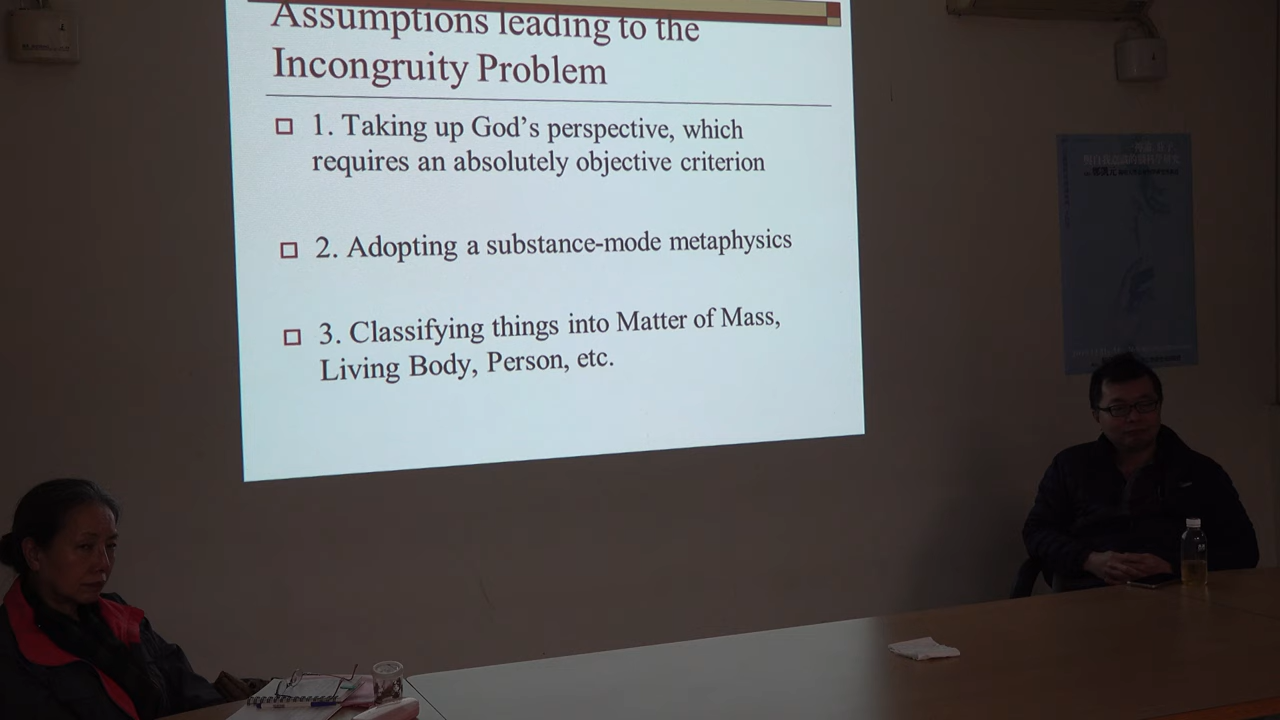 Assumptions leading to the
Incongruity Problem
1. Taking up God's perspective, which
requires an absolutely objective criterion
2. Adopting a substance-mode metaphysics
3. Classifying things into Matter of Mass,
Living Body, Person, etc.